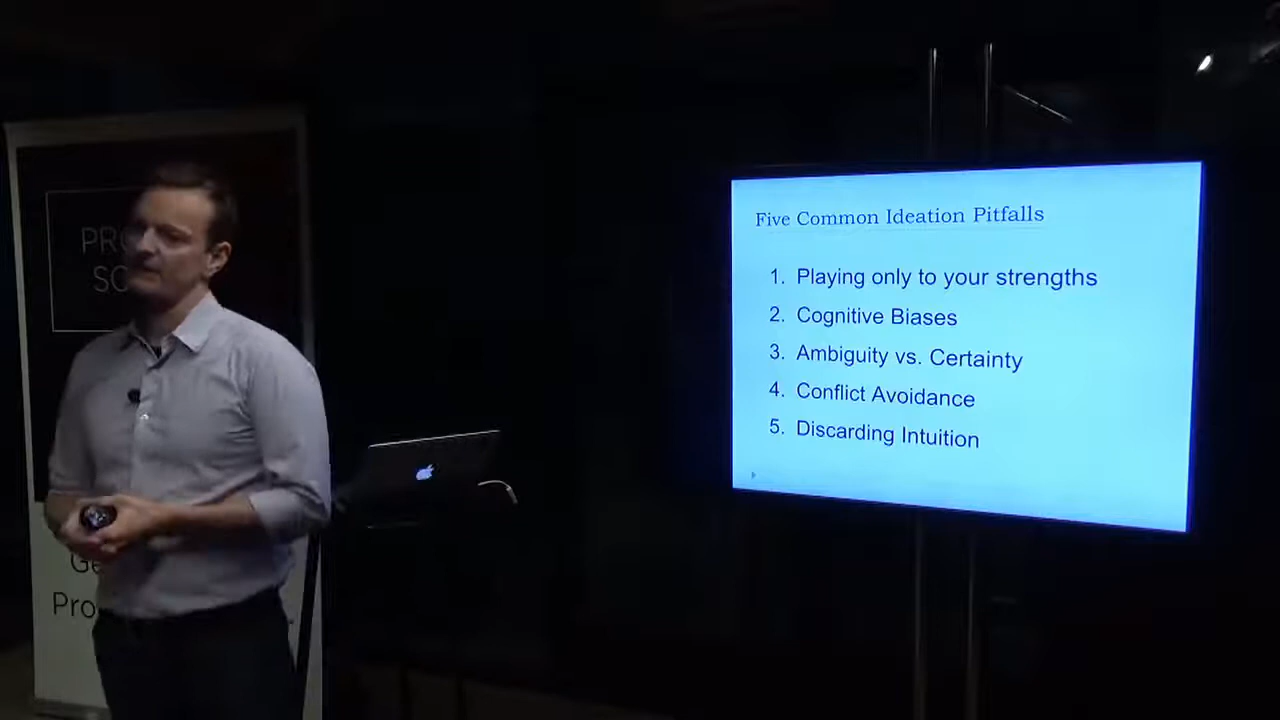 Five Common Ideation Pitfalls
1. Playing only to your strengths
2. Cognitive Biases
3. Ambiguity vs. Certainty
4. Conflict Avoidance
5. Discarding Intuition